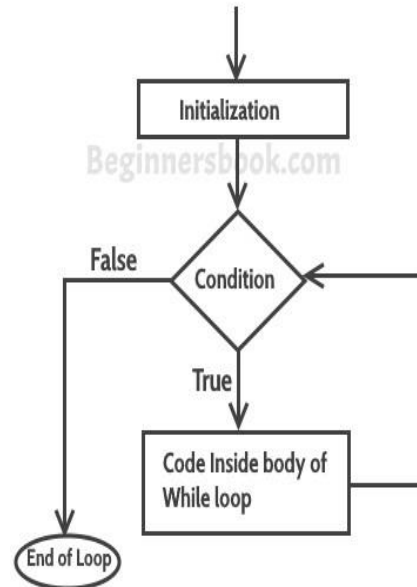 Initialization
Beginnersbook.com
False
Condition
True
Code Inside body of
While loop
End of Loop